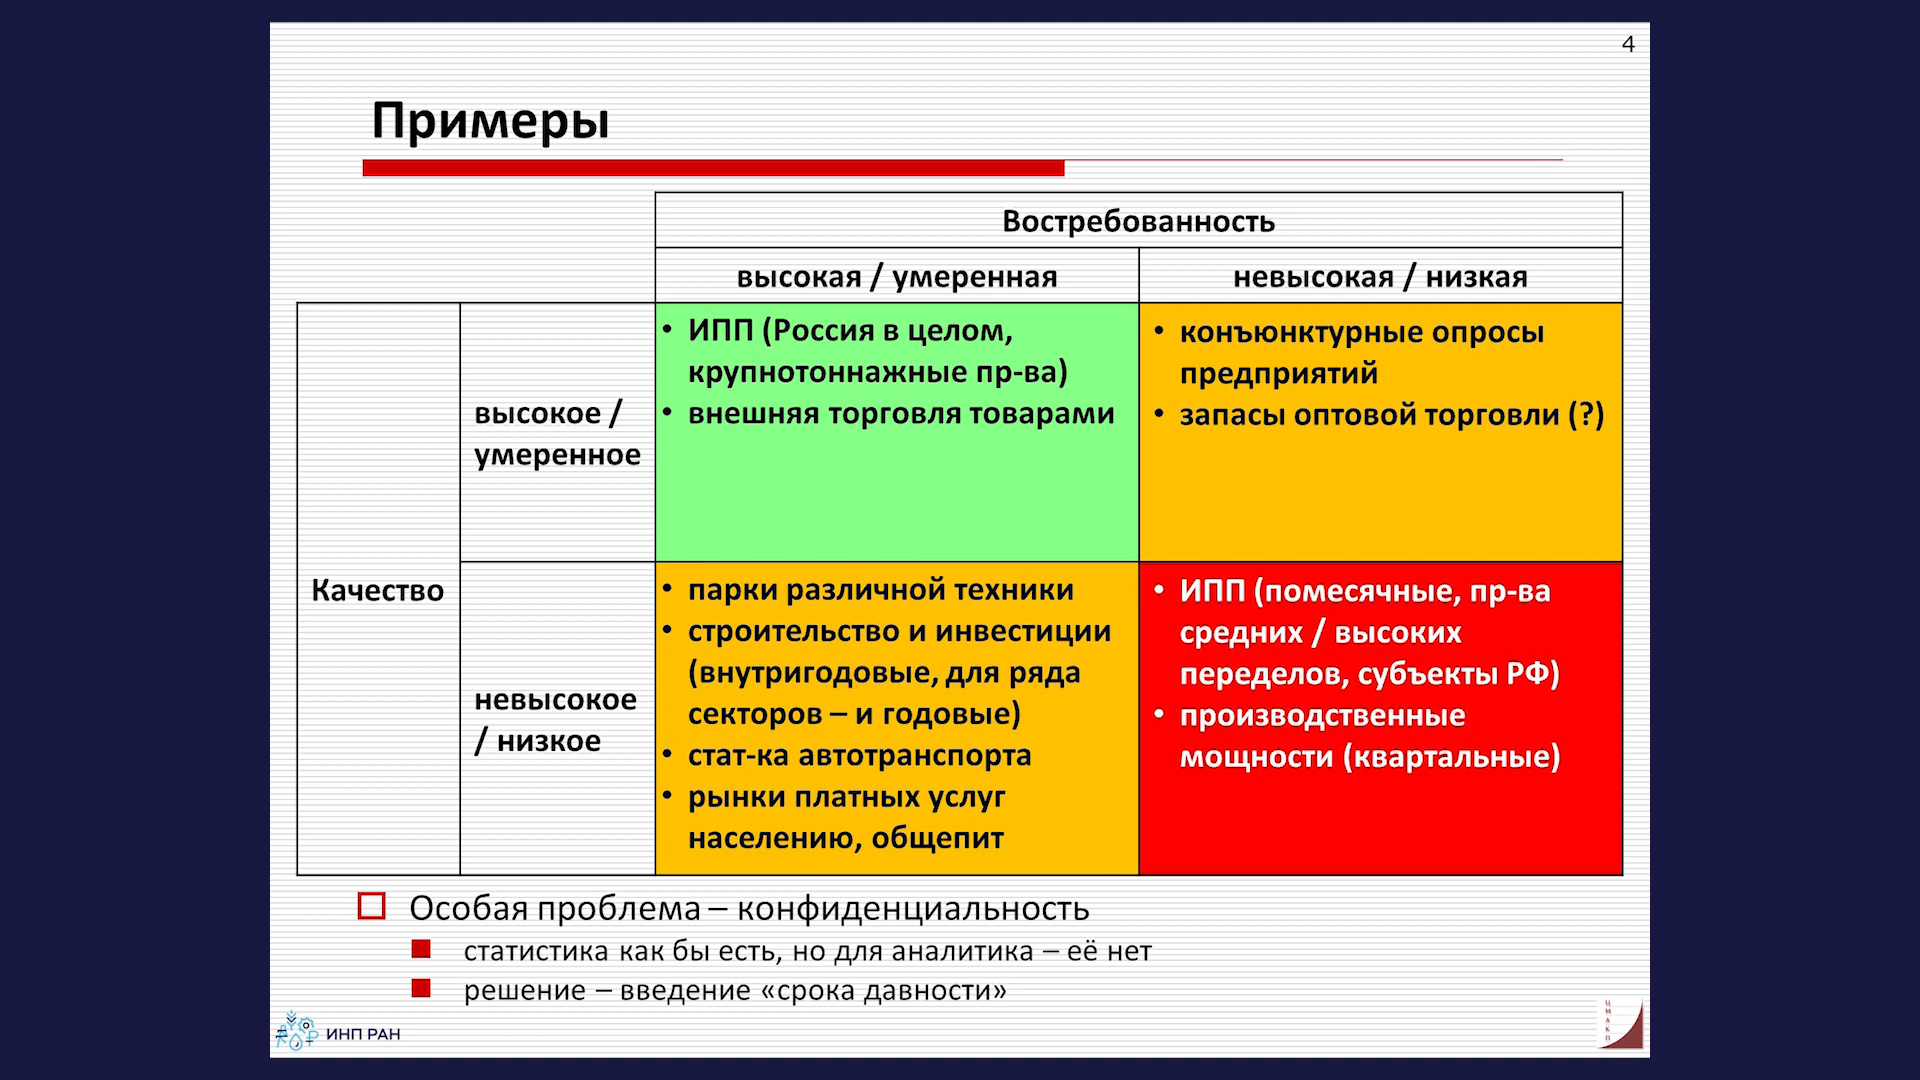 4
Примеры
Востребованность
высокая / умеренная
невысокая / низкая
Качество
высокое /
умеренное
• ИПП (Россия в целом,
крупнотоннажные пр-ва)
• внешняя торговля товарами
• конъюнктурные опросы
предприятий
• запасы оптовой торговли (?)
невысокое
/ низкое
• парки различной техники
• строительство и инвестиции
(внутригодовые, для ряда
секторов – и годовые)
• стат-ка автотранспорта
• рынки платных услуг
населению, общепит
• ИПП (помесячные, пр-ва
средних / высоких
переделов, субъекты РФ)
• производственные
мощности (квартальные)
Особая проблема – конфиденциальность
статистика как бы есть, но для аналитика – её нет
решение – введение «срока давности»
ИНП РАН
ЦМАКП